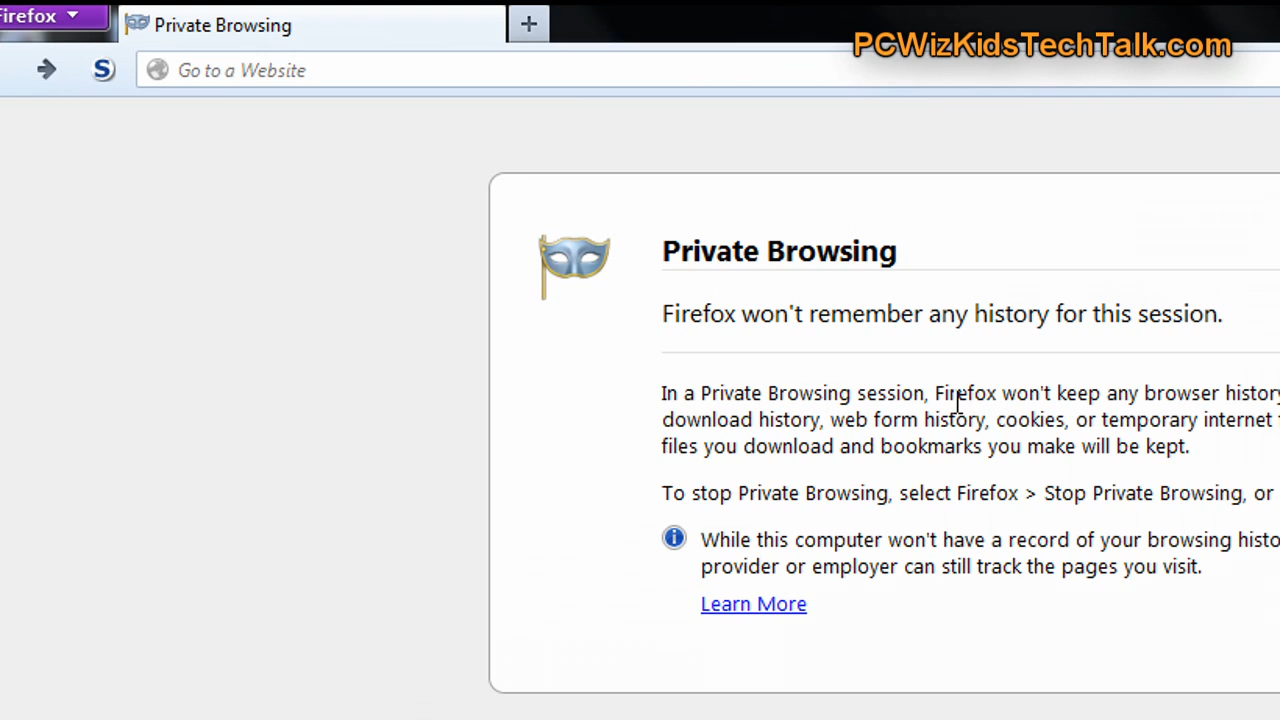 Firefox
Private Browsing
PCWizKidsTechTalk.com
S
Go to a Website
Private Browsing
Firefox won't remember any history for this session.
In a Private Browsing session, Firefox won't keep any browser history
download history, web form history, cookies, or temporary internet
files you download and bookmarks you make will be kept.
To stop Private Browsing, select Firefox > Stop Private Browsing, or
While this computer won't have a record of your browsing histo
provider or employer can still track the pages you visit.
Learn More